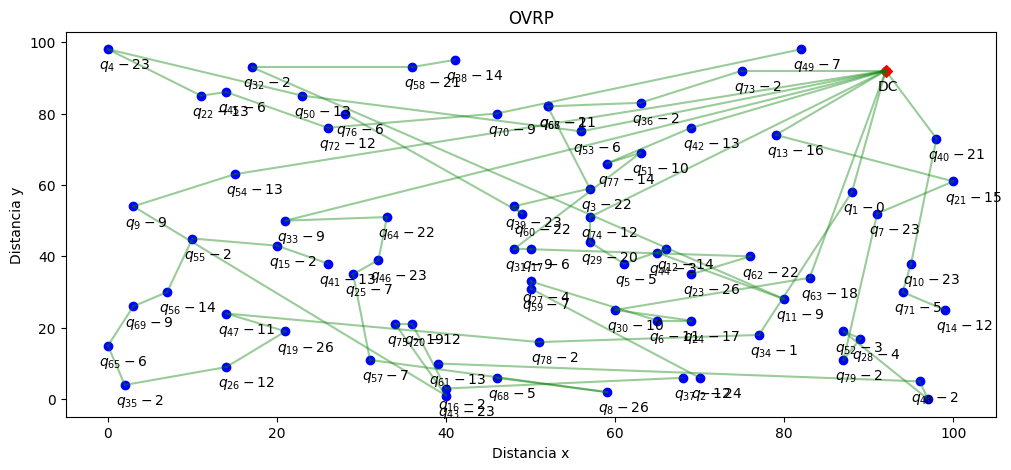 OVRP
Distancia y
100
80
60
40
20
0
q4 − 23
q22 − 13
q32 − 2
q50 − 13
q76 − 6
q72 − 12
q58 − 21
q38 − 14
q70 − 9
q53 − 6
q36 − 2
q49 − 7
q73 − 2
DC
q42 − 13
q13 − 16
q40 − 21
q51 − 10
q77 − 14
q54 − 13
q9 − 9
q33 − 9
q64 − 22
q3 − 22
q39 − 23
q60 − 22
q74 − 12
q1 − 0
q21 − 15
q7 − 23
q55 − 2
q15 − 2
q41 − 13
q25 − 7
q46 − 23
q29 − 20
q5 − 5
q62 − 22
q23 − 26
q10 − 23
q63 − 18
q71 − 5
q14 − 12
q56 − 14
q69 − 9
q27 − 4
q59 − 7
q11 − 9
q30 − 10
q34 − 1
q47 − 11
q19 − 26
q78 − 2
q52 − 3
q28 − 4
q79 − 2
q65 − 6
q26 − 12
q35 − 2
q57 − 7
q61 − 13
q68 − 5
q8 − 26
q16 − 2
q43 − 23
0
20
40
60
80
100
Distancia x